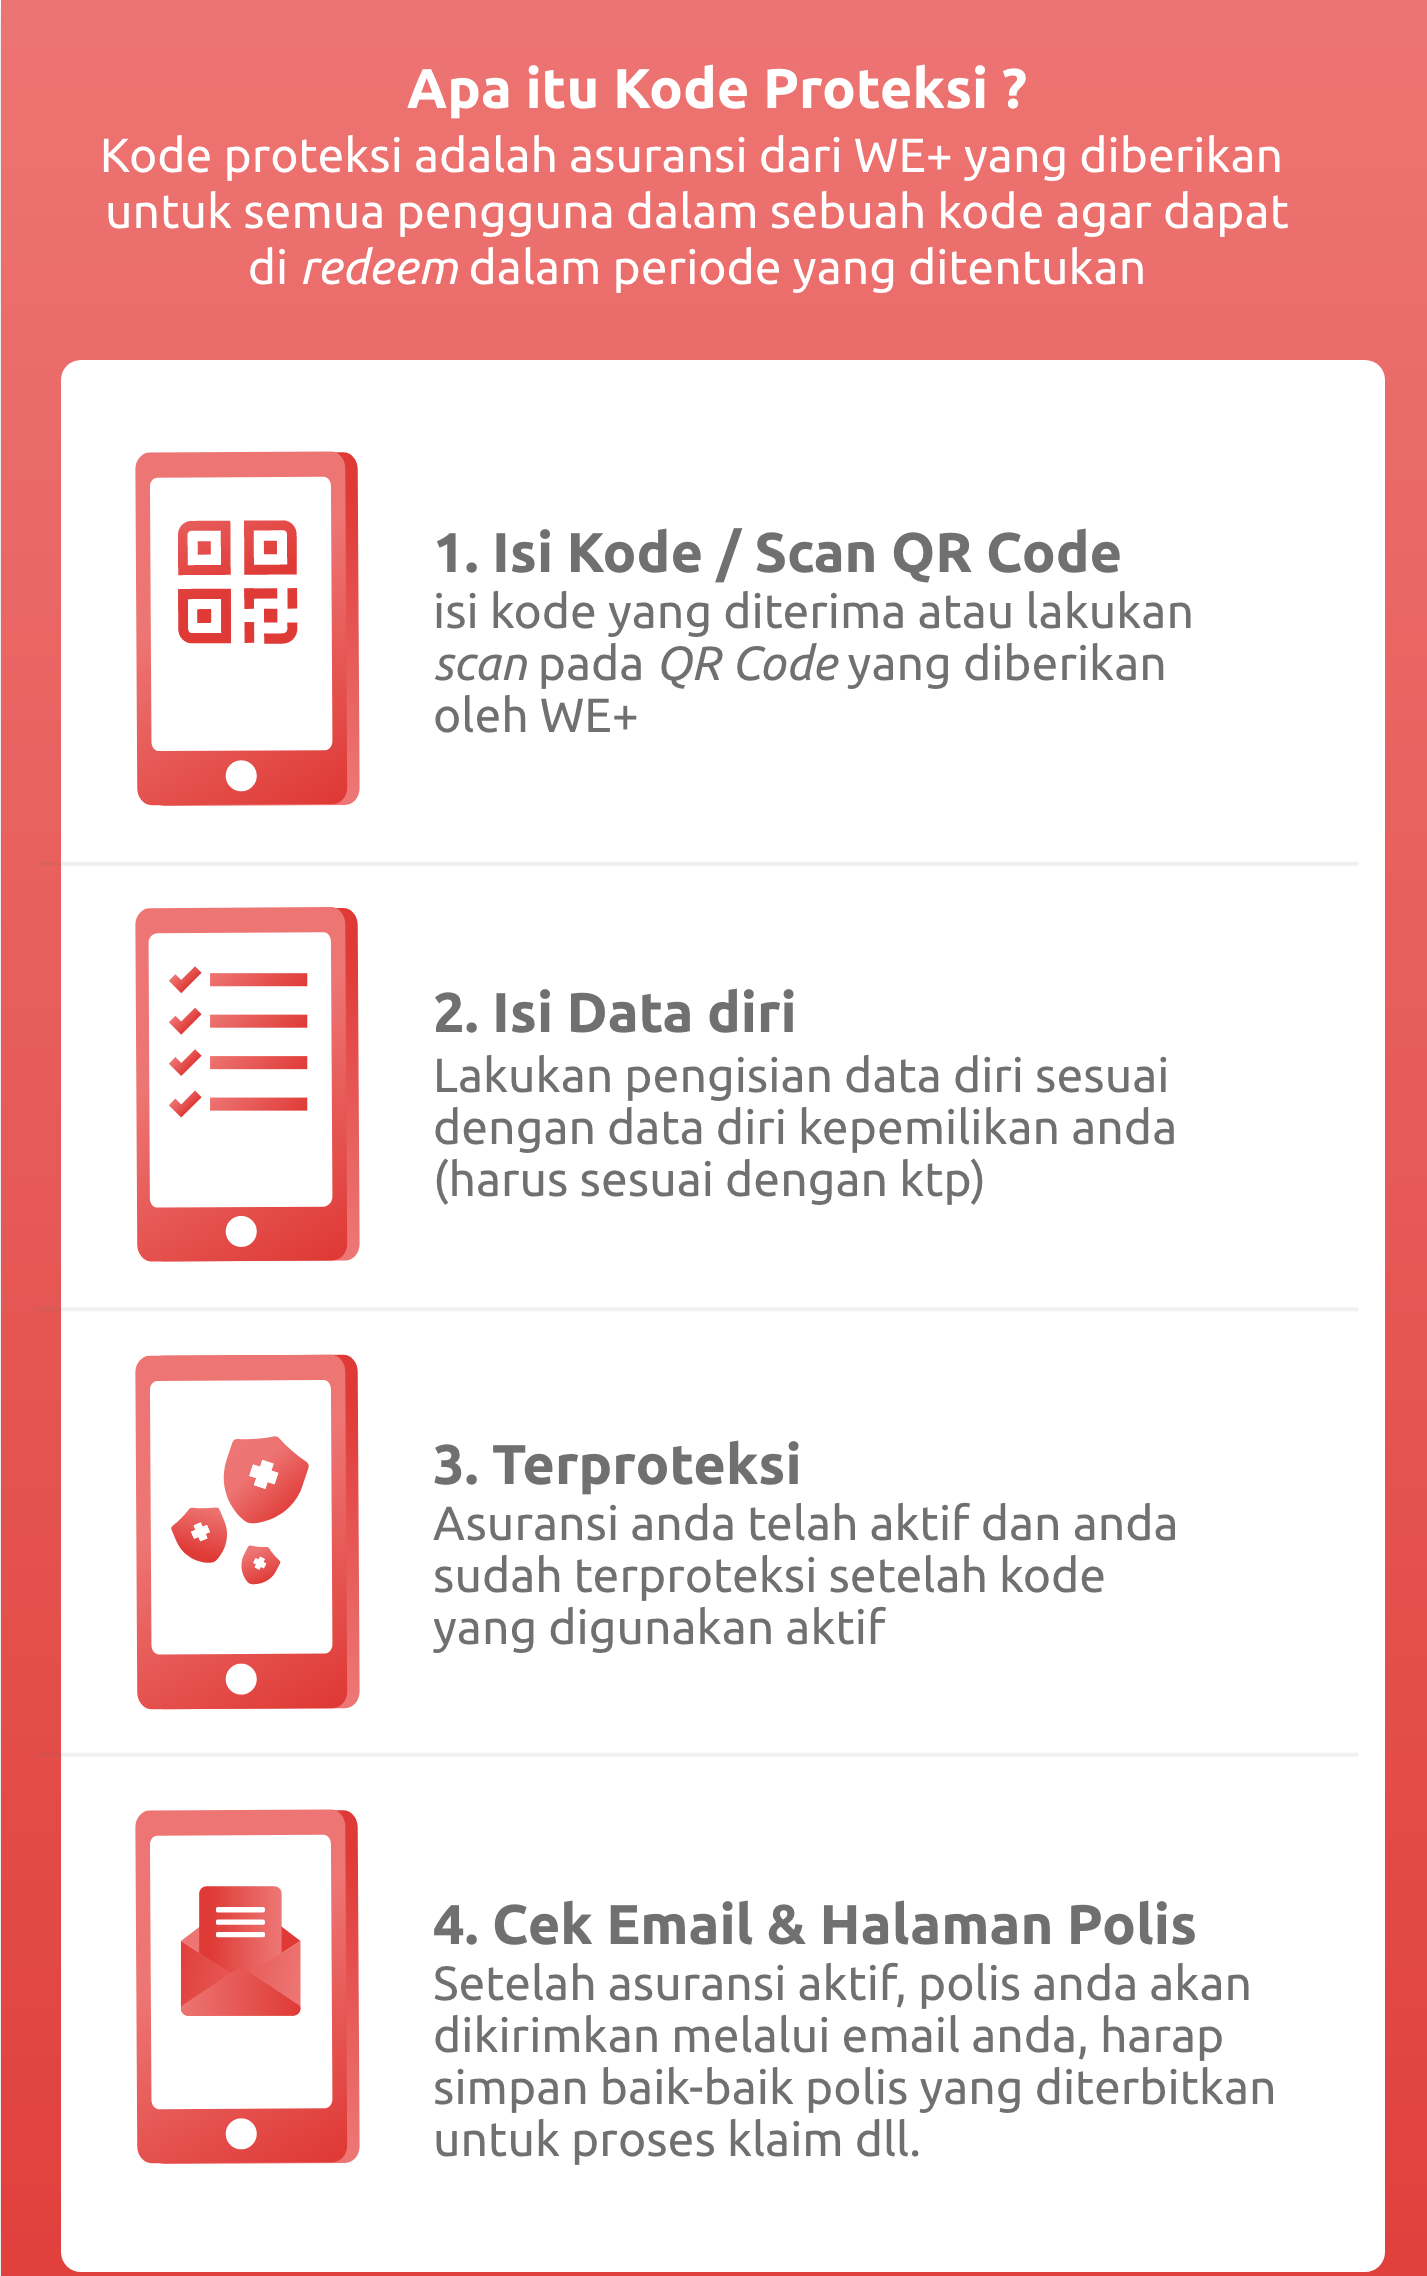 Apa itu Kode Proteksi ?
Kode proteksi adalah asuransi dari WE+ yang diberikan
untuk semua pengguna dalam sebuah kode agar dapat
di redeem dalam periode yang ditentukan
1. Isi Kode / Scan QR Code
isi kode yang diterima atau lakukan
scan pada QR Code yang diberikan
oleh WE+
2. Isi Data diri
Lakukan pengisian data diri sesuai
dengan data diri kepemilikan anda
(harus sesuai dengan ktp)
3. Terproteksi
Asuransi anda telah aktif dan anda
sudah terproteksi setelah kode
yang digunakan aktif
4. Cek Email & Halaman Polis
Setelah asuransi aktif, polis anda akan
dikirimkan melalui email anda, harap
simpan baik-baik polis yang diterbitkan
untuk proses klaim dll.